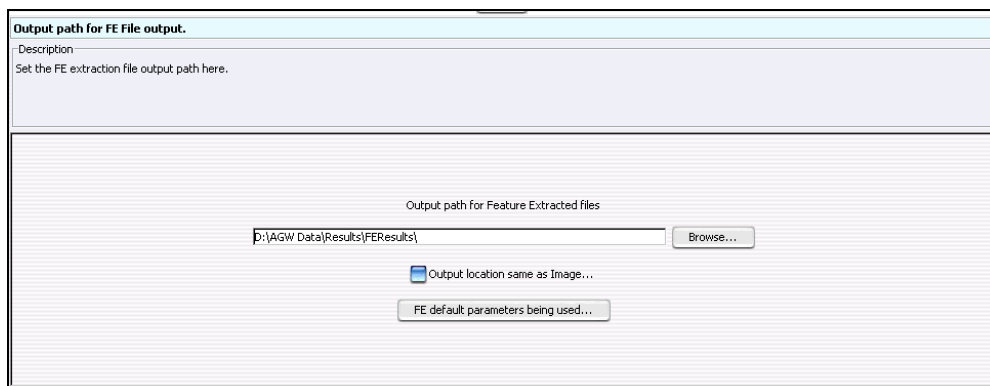 Output path for FE File output.
Description
Set the FE extraction file output path here.
Output path for Feature Extracted files
D:\AGW Data\Results\FEResults\
Browse...
Output location same as Image...
FE default parameters being used...